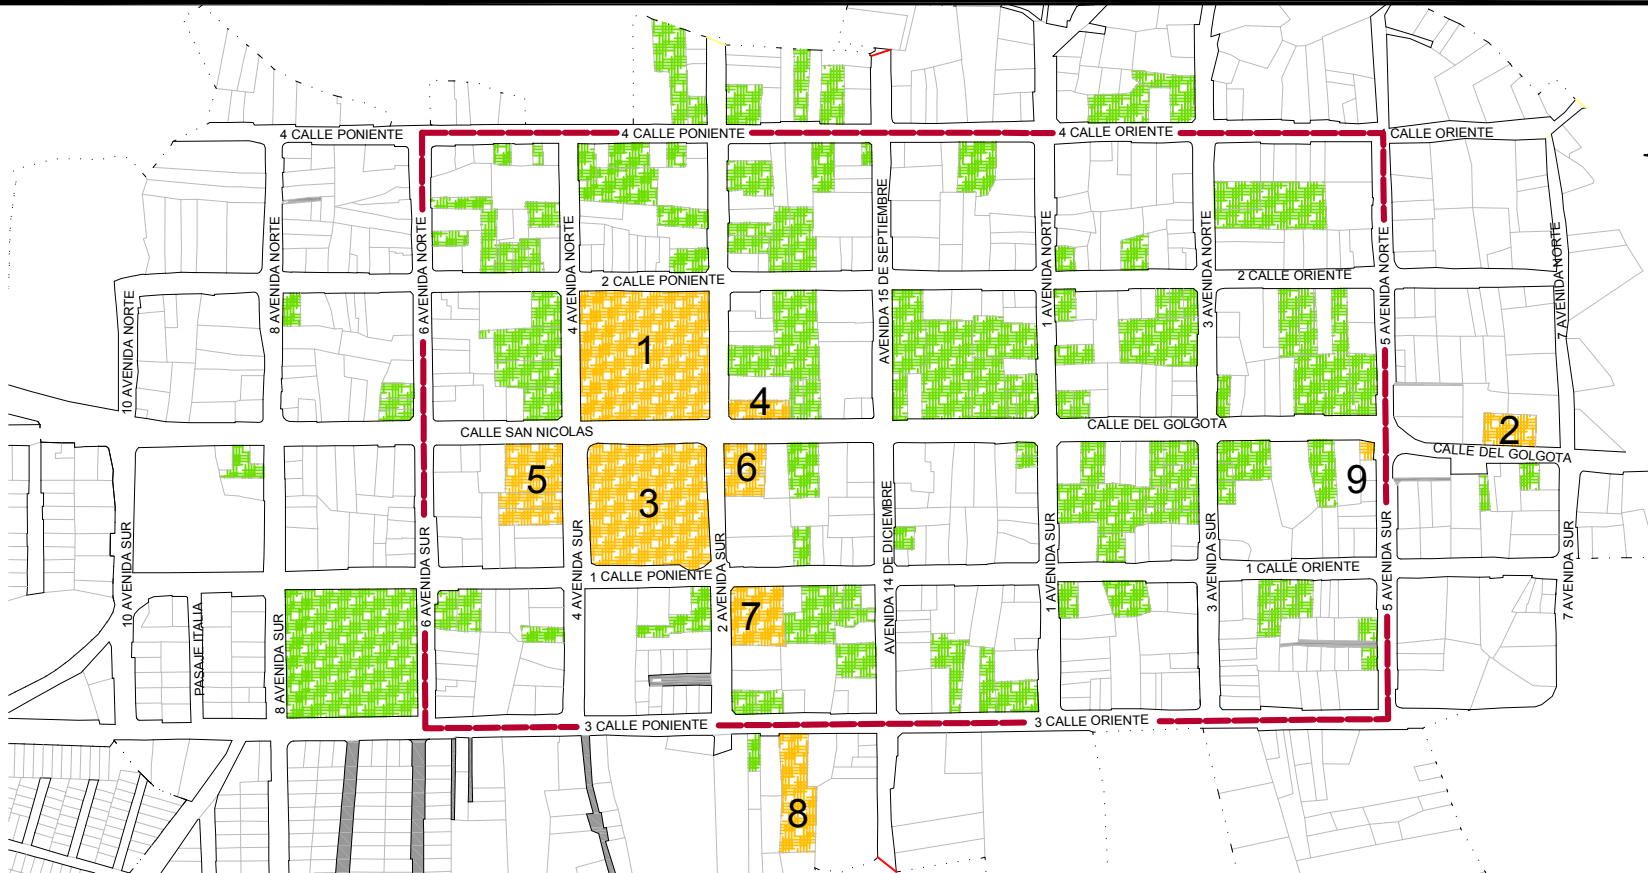 4 CALLE PONIENTE
4 CALLE PONIENTE
4 CALLE ORIENTE
CALLE ORIENTE
8 AVENIDA NORTE
6 AVENIDA NORTE
4 AVENIDA NORTE
AVENIDA 15 DE SEPTIEMBRE
1 AVENIDA NORTE
3 AVENIDA NORTE
5 AVENIDA NORTE
7 AVENIDA NORTE
10 AVENIDA NORTE
2 CALLE PONIENTE
2 CALLE ORIENTE
1
4
CALLE SAN NICOLAS
CALLE DEL GOLGOTA
2
CALLE DEL GOLGOTA
5
3
6
9
10 AVENIDA SUR
6 AVENIDA SUR
4 AVENIDA SUR
2 AVENIDA SUR
AVENIDA 14 DE DICIEMBRE
1 AVENIDA SUR
3 AVENIDA SUR
5 AVENIDA SUR
7 AVENIDA SUR
1 CALLE PONIENTE
1 CALLE ORIENTE
PASAJE ITALIA
8 AVENIDA SUR
7
3 CALLE PONIENTE
3 CALLE ORIENTE
8